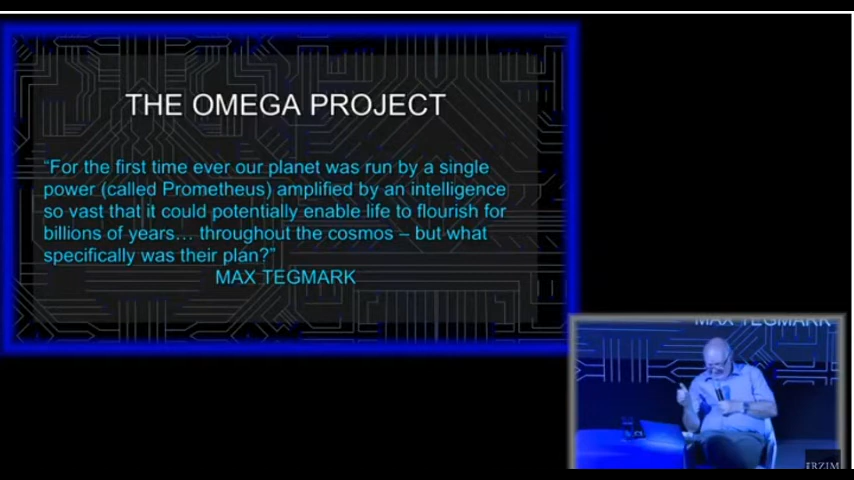 THE OMEGA PROJECT
“For the first time ever our planet was run by a single
power (called Prometheus) amplified by an intelligence
so vast that it could potentially enable life to flourish for
billions of years… throughout the cosmos – but what
specifically was their plan?”
MAX TEGMARK
MAX TEGMARK
RZIM